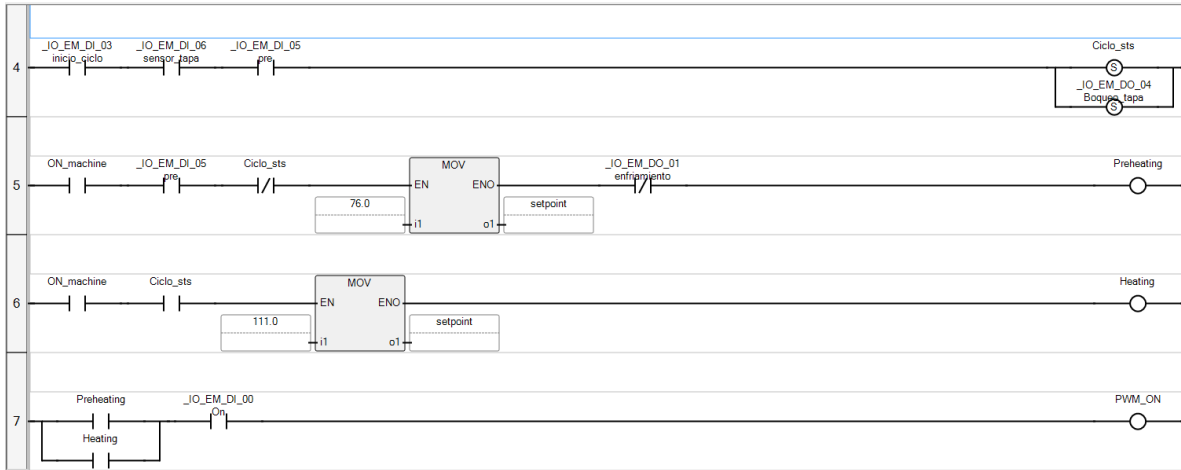 _IO_EM_DI_03 _IO_EM_DI_06 _IO_EM_DI_05 Ciclo_sts
inicio_ciclo sensor_tapa pre
4 S
_IO_EM_DO_04
Boqueo_tapa
S
ON_machine _IO_EM_DI_05 Ciclo_sts MOV _IO_EM_DO_01 Preheating
pre enfriamiento
5 EN ENO
76.0 setpoint
i1 o1
ON_machine Ciclo_sts MOV Heating
6 EN ENO
111.0 setpoint
i1 o1
Preheating _IO_EM_DI_00 PWM_ON
On
7
Heating